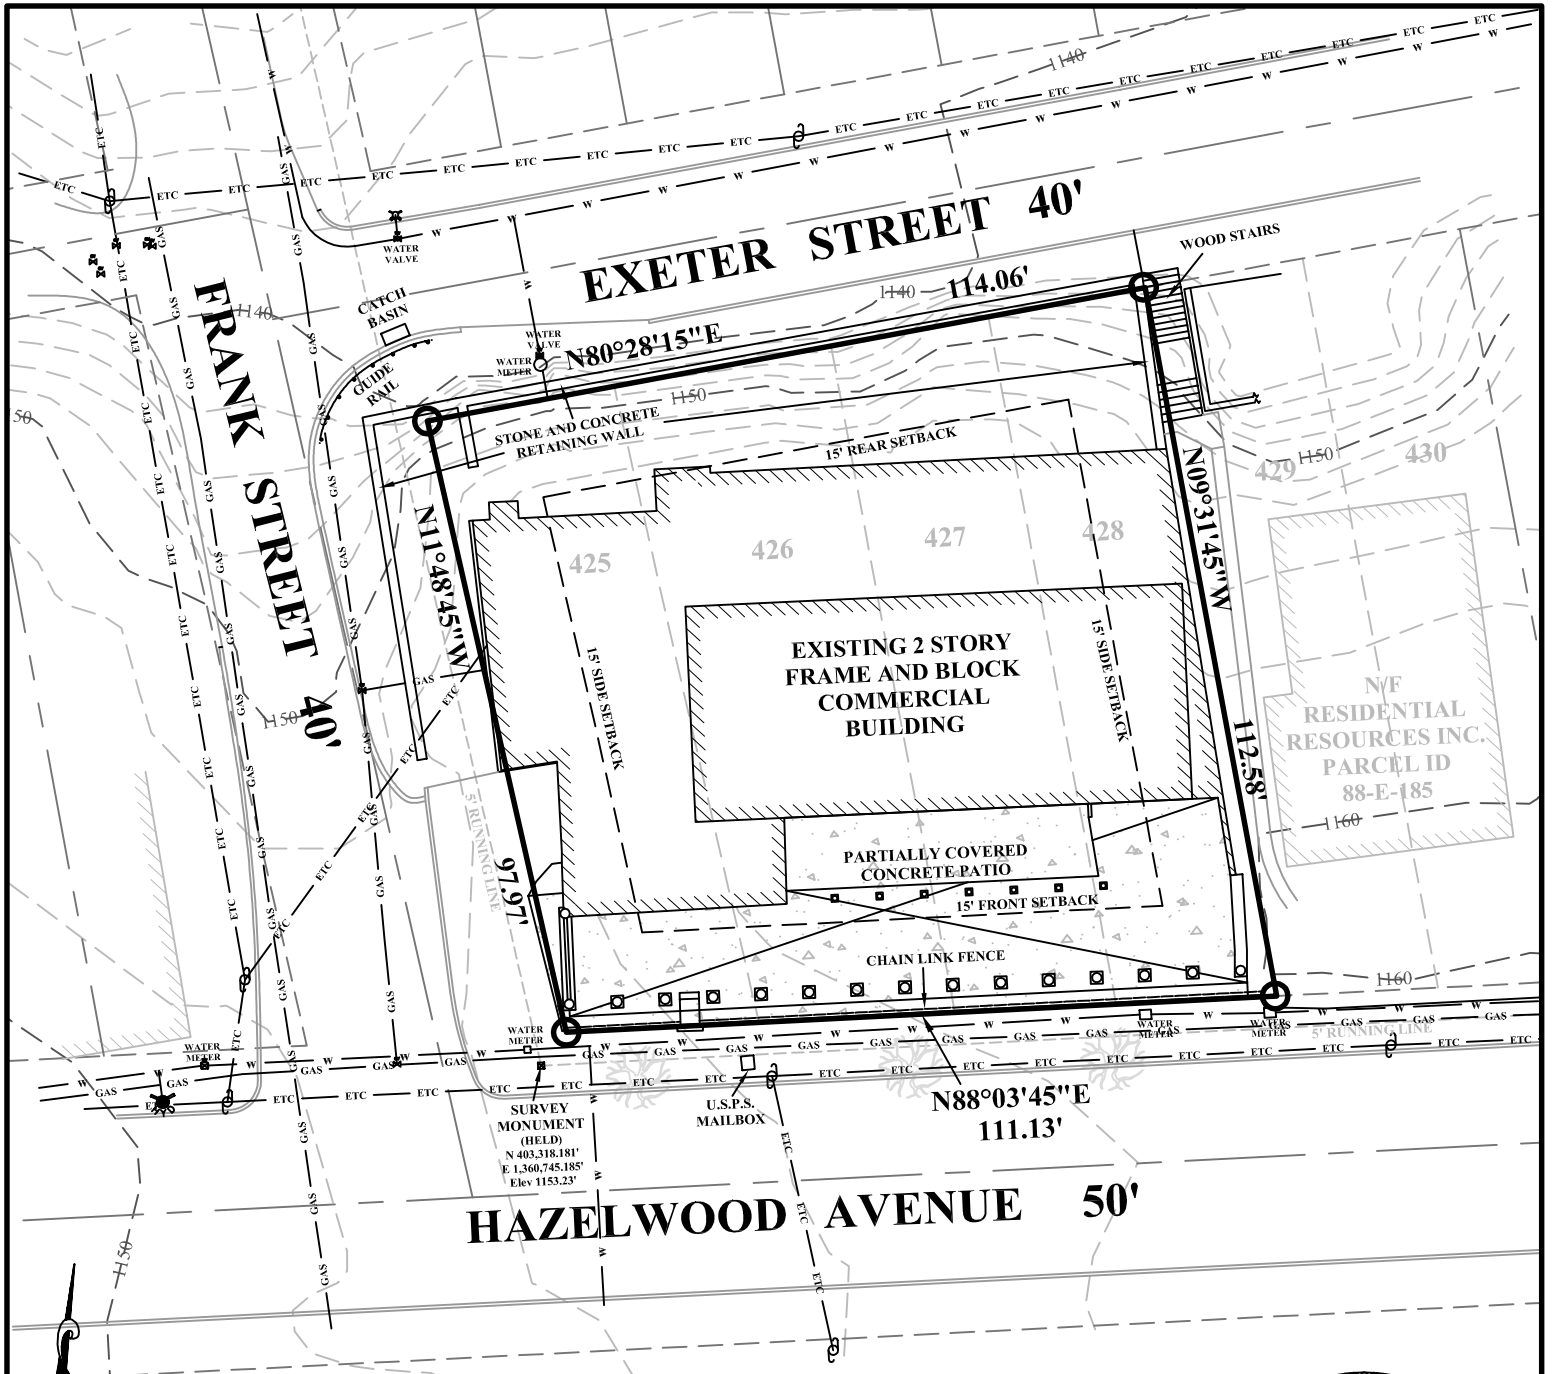 1140
EXETER STREET 40'
WOOD STAIRS
WATER
VALVE
CATCH
BASIN
GUIDE
RAIL
1140
1140
114.06'
N80°28'15"E
WATER
VALVE
WATER
METER
1150
1150
STONE AND CONCRETE
RETAINING WALL
15' REAR SETBACK
FRANK STREET 40'
N11°48'45"W
97.97'
N09°31'45"W
112.58'
425
426
427
428
429
430
1150
15' SIDE SETBACK
15' SIDE SETBACK
EXISTING 2 STORY
FRAME AND BLOCK
COMMERCIAL
BUILDING
N/F
RESIDENTIAL
RESOURCES INC.
PARCEL ID
88-E-185
1150
1160
5' RUNNING LINE
PARTIALLY COVERED
CONCRETE PATIO
15' FRONT SETBACK
CHAIN LINK FENCE
1160
WATER
METER
WATER
METER
WATER
METER
WATER
METER
5' RUNNING LINE
SURVEY
MONUMENT
(HELD)
N 403,318.181'
E 1,360,745.185'
Elev 1153.23'
U.S.P.S.
MAILBOX
N88°03'45"E
111.13'
HAZELWOOD AVENUE 50'
1150
ETC
W
GAS